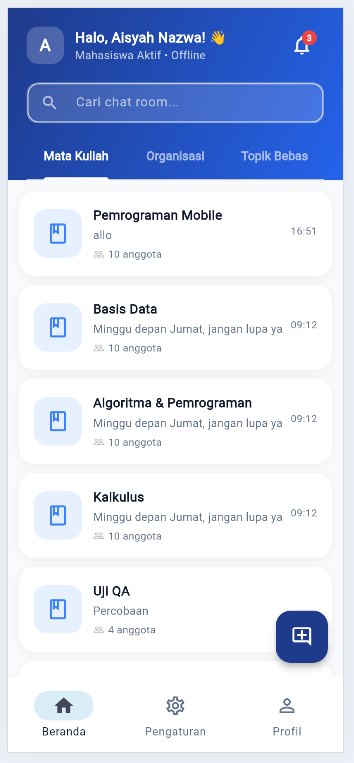 A
Halo, Aisyah Nazwa! 👋
Mahasiswa Aktif • Offline
3
Cari chat room...
Mata Kuliah
Organisasi
Topik Bebas
Pemrograman Mobile
allo
16:51
10 anggota
Basis Data
Minggu depan Jumat, jangan lupa ya
09:12
10 anggota
Algoritma & Pemrograman
Minggu depan Jumat, jangan lupa ya
09:12
10 anggota
Kalkulus
Minggu depan Jumat, jangan lupa ya
09:12
10 anggota
Uji QA
Percobaan
4 anggota
Beranda
Pengaturan
Profil